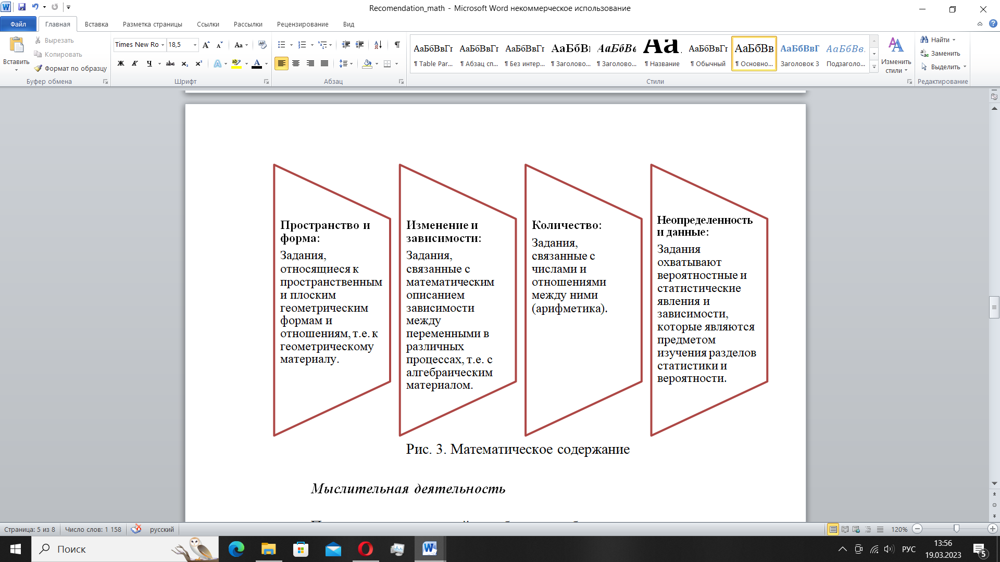 Recomendation_math - Microsoft Word некоммерческое использование
Файл
Главная
Вставка
Разметка страницы
Ссылки
Рассылки
Рецензирование
Вид
Вставить
Вырезать
Копировать
Формат по образцу
Буфер обмена
Times New Ro
18,5
Шрифт
Абзац
АаБбВвГг
¶ Table Par...
АаБбВвГг
¶ Абзац сп...
АаБбВвГг
¶ Без интер...
АаБбВ
¶ Заголово...
АаБбВв
¶ Заголово...
Аа
¶ Название
АаБбВвГг
¶ Обычный
АаБбВв
¶ Основно...
АаБбВвГ
Заголовок 3
АаБбВв
Подзаголо...
Стили
Изменить
стили
Найти
Заменить
Выделить
Редактирование
Пространство и
форма:
Задания,
относящиеся к
пространственным
и плоским
геометрическим
формам и
отношениям, т.е. к
геометрическому
материалу.
Изменение и
зависимости:
Задания,
связанные с
математическим
описанием
зависимости
между
переменными в
различных
процессах, т.е. с
алгебраическим
материалом.
Количество:
Задания,
связанные с
числами и
отношениями
между ними
(арифметика).
Неопределенность
и данные:
Задания
охватывают
вероятностные и
статистические
явления и
зависимости,
которые являются
предметом
изучения разделов
статистики и
вероятности.
Рис. 3. Математическое содержание
Мыслительная деятельность
Страница: 5 из 8
Число слов: 1 158
русский
120%
Поиск
РУС
13:56
19.03.2023
5